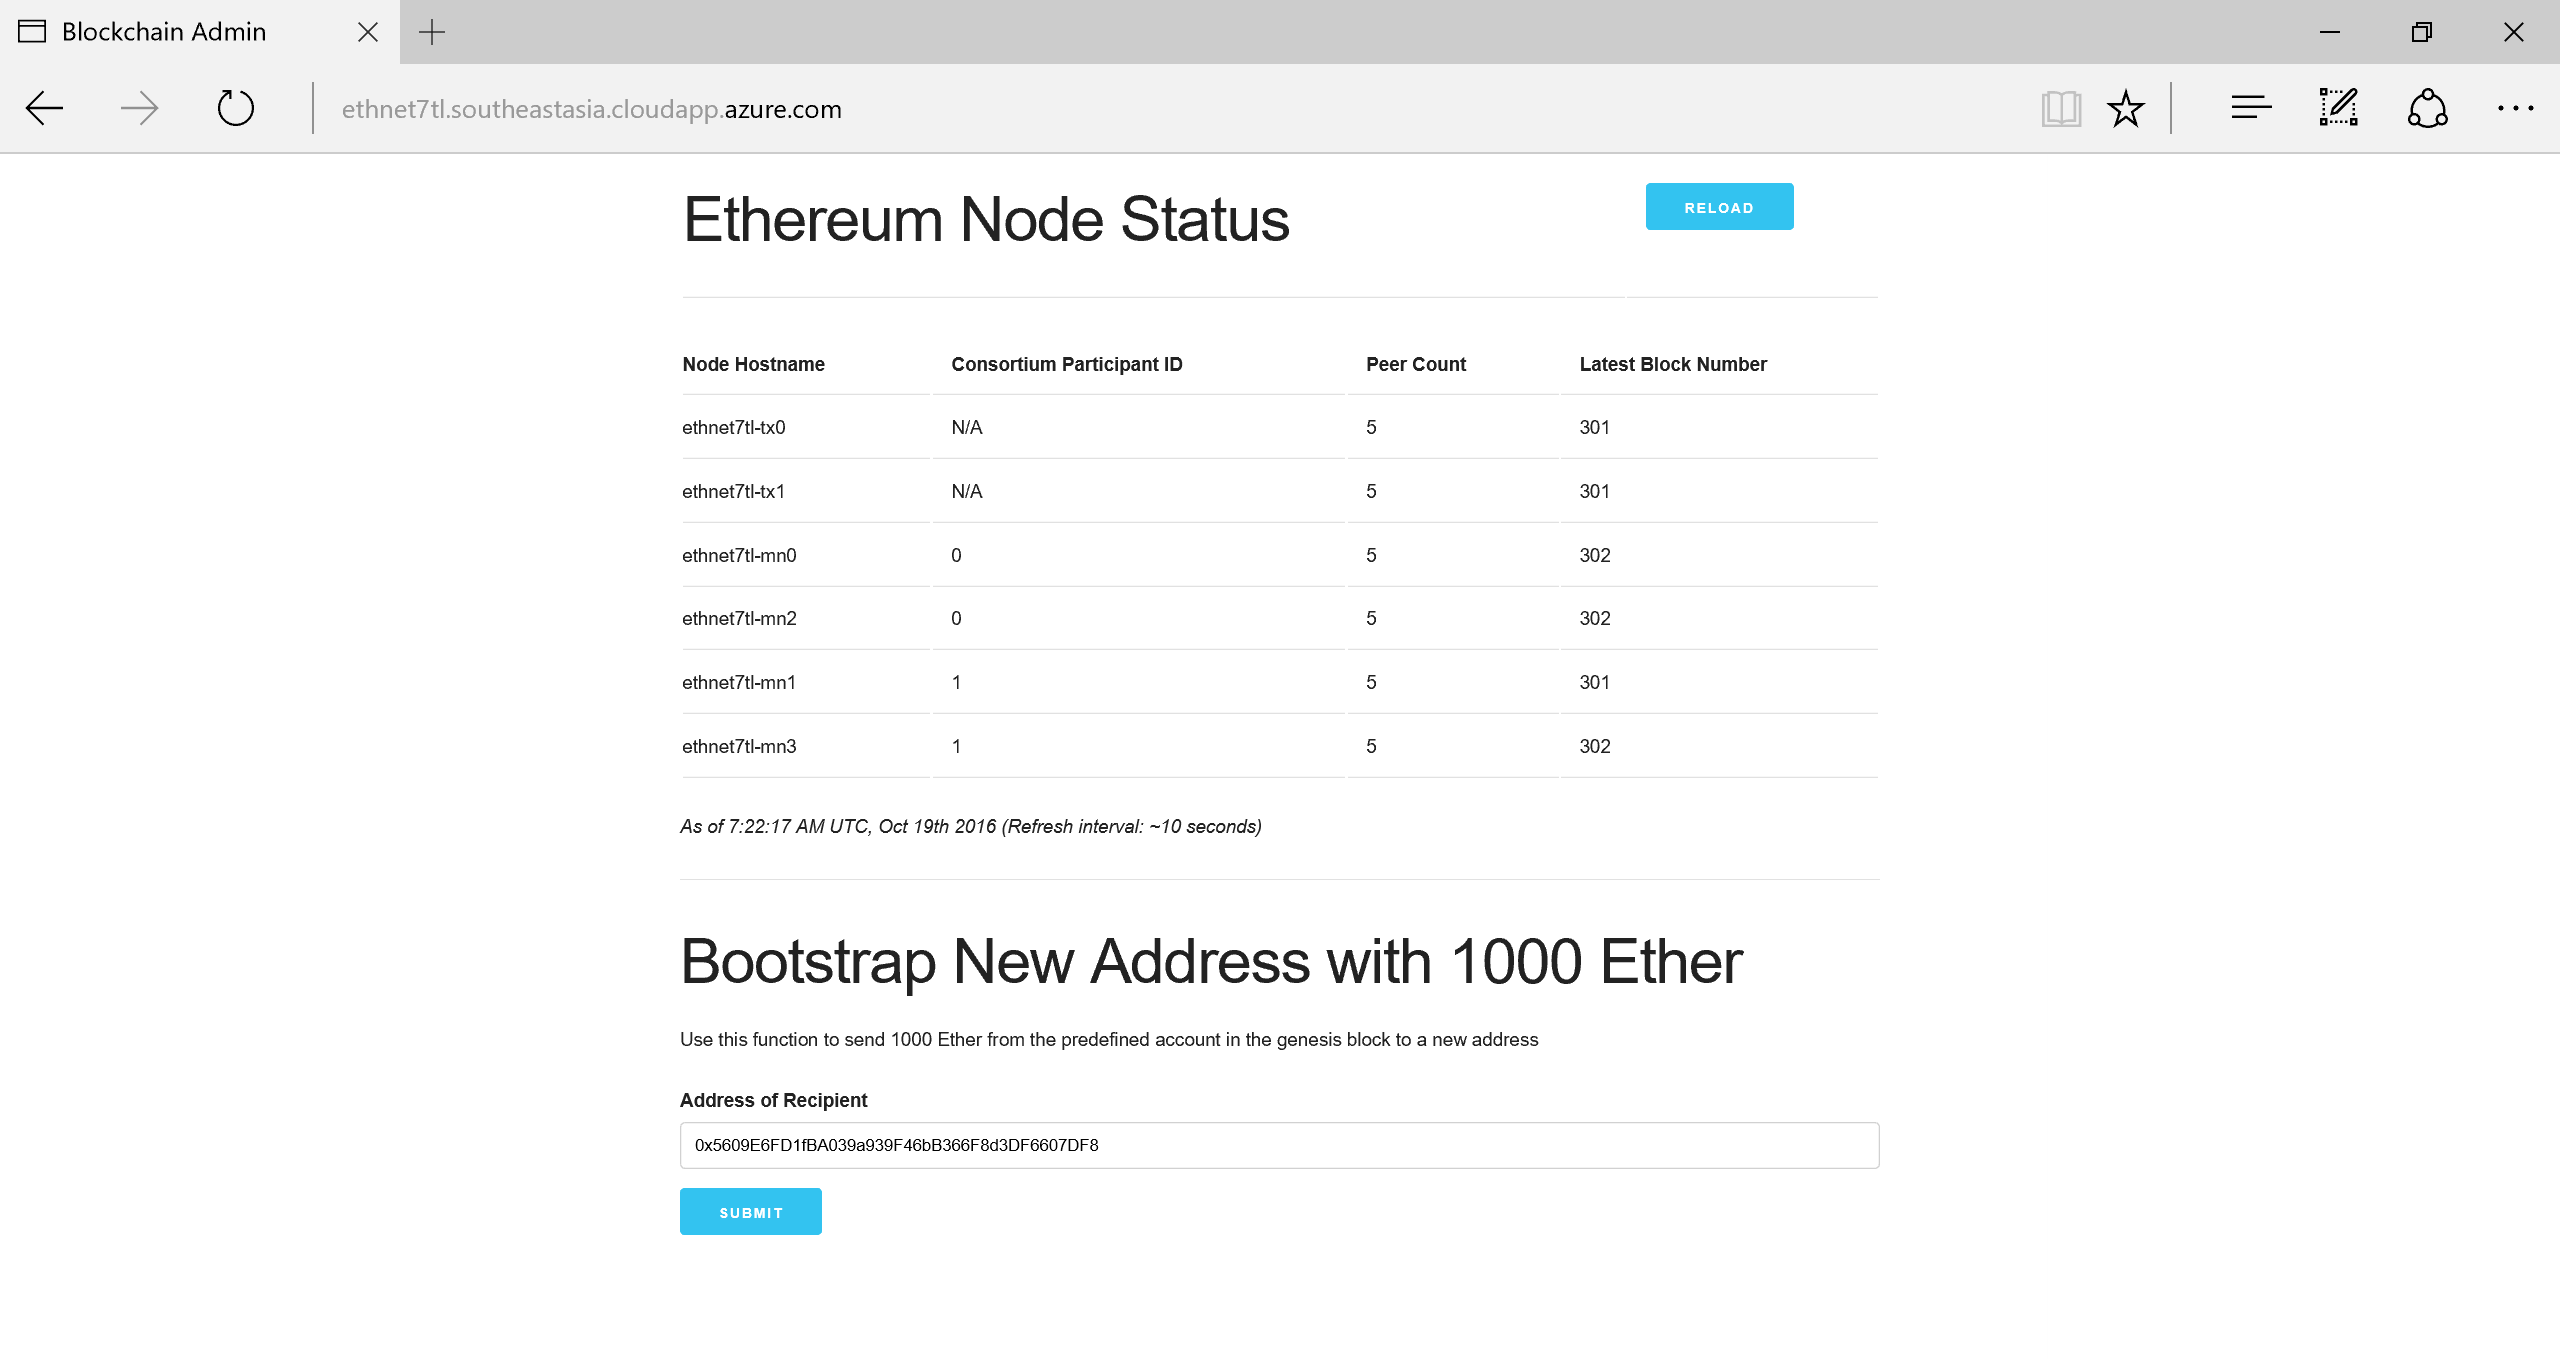 Blockchain Admin
ethnet7tl.southeastasia.cloudapp.azure.com
Ethereum Node Status
RELOAD
Node Hostname Consortium Participant ID Peer Count Latest Block Number
ethnet7tl-tx0 N/A 5 301
ethnet7tl-tx1 N/A 5 301
ethnet7tl-mn0 0 5 302
ethnet7tl-mn2 0 5 302
ethnet7tl-mn1 1 5 301
ethnet7tl-mn3 1 5 302
As of 7:22:17 AM UTC, Oct 19th 2016 (Refresh interval: ~10 seconds)
Bootstrap New Address with 1000 Ether
Use this function to send 1000 Ether from the predefined account in the genesis block to a new address
Address of Recipient
0x5609E6FD1fBA039a939F46bB366F8d3DF6607DF8
SUBMIT